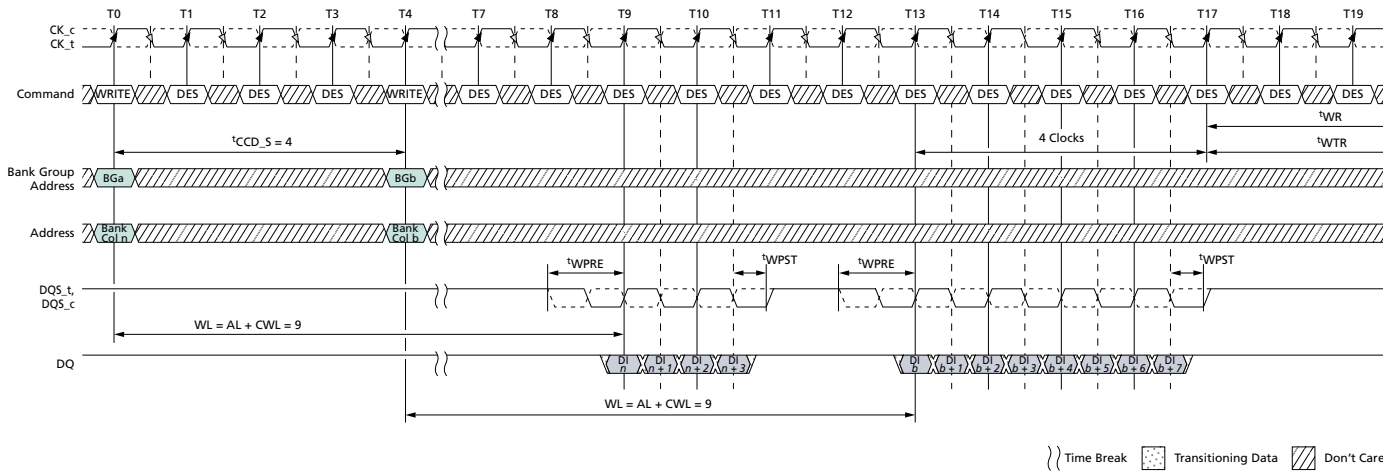 T0 T1 T2 T3 T4 T7 T8 T9 T10 T11 T12 T13 T14 T15 T16 T17 T18 T19
CK_c
CK_t
Command WRITE DES DES DES WRITE DES DES DES DES DES DES DES DES DES DES DES DES DES
tWR
tCCD_S = 4 4 Clocks tWTR
Bank Group
Address BGa BGb
Address
Bank
Col n
Bank
Col b
tWPRE tWPST tWPRE tWPST
DQS_t,
DQS_c
WL = AL + CWL = 9
DQ
DI
n
DI
n + 1
DI
n + 2
DI
n + 3
DI
b
DI
b + 1
DI
b + 2
DI
b + 3
DI
b + 4
DI
b + 5
DI
b + 6
DI
b + 7
WL = AL + CWL = 9
Time Break Transitioning Data Don't Care